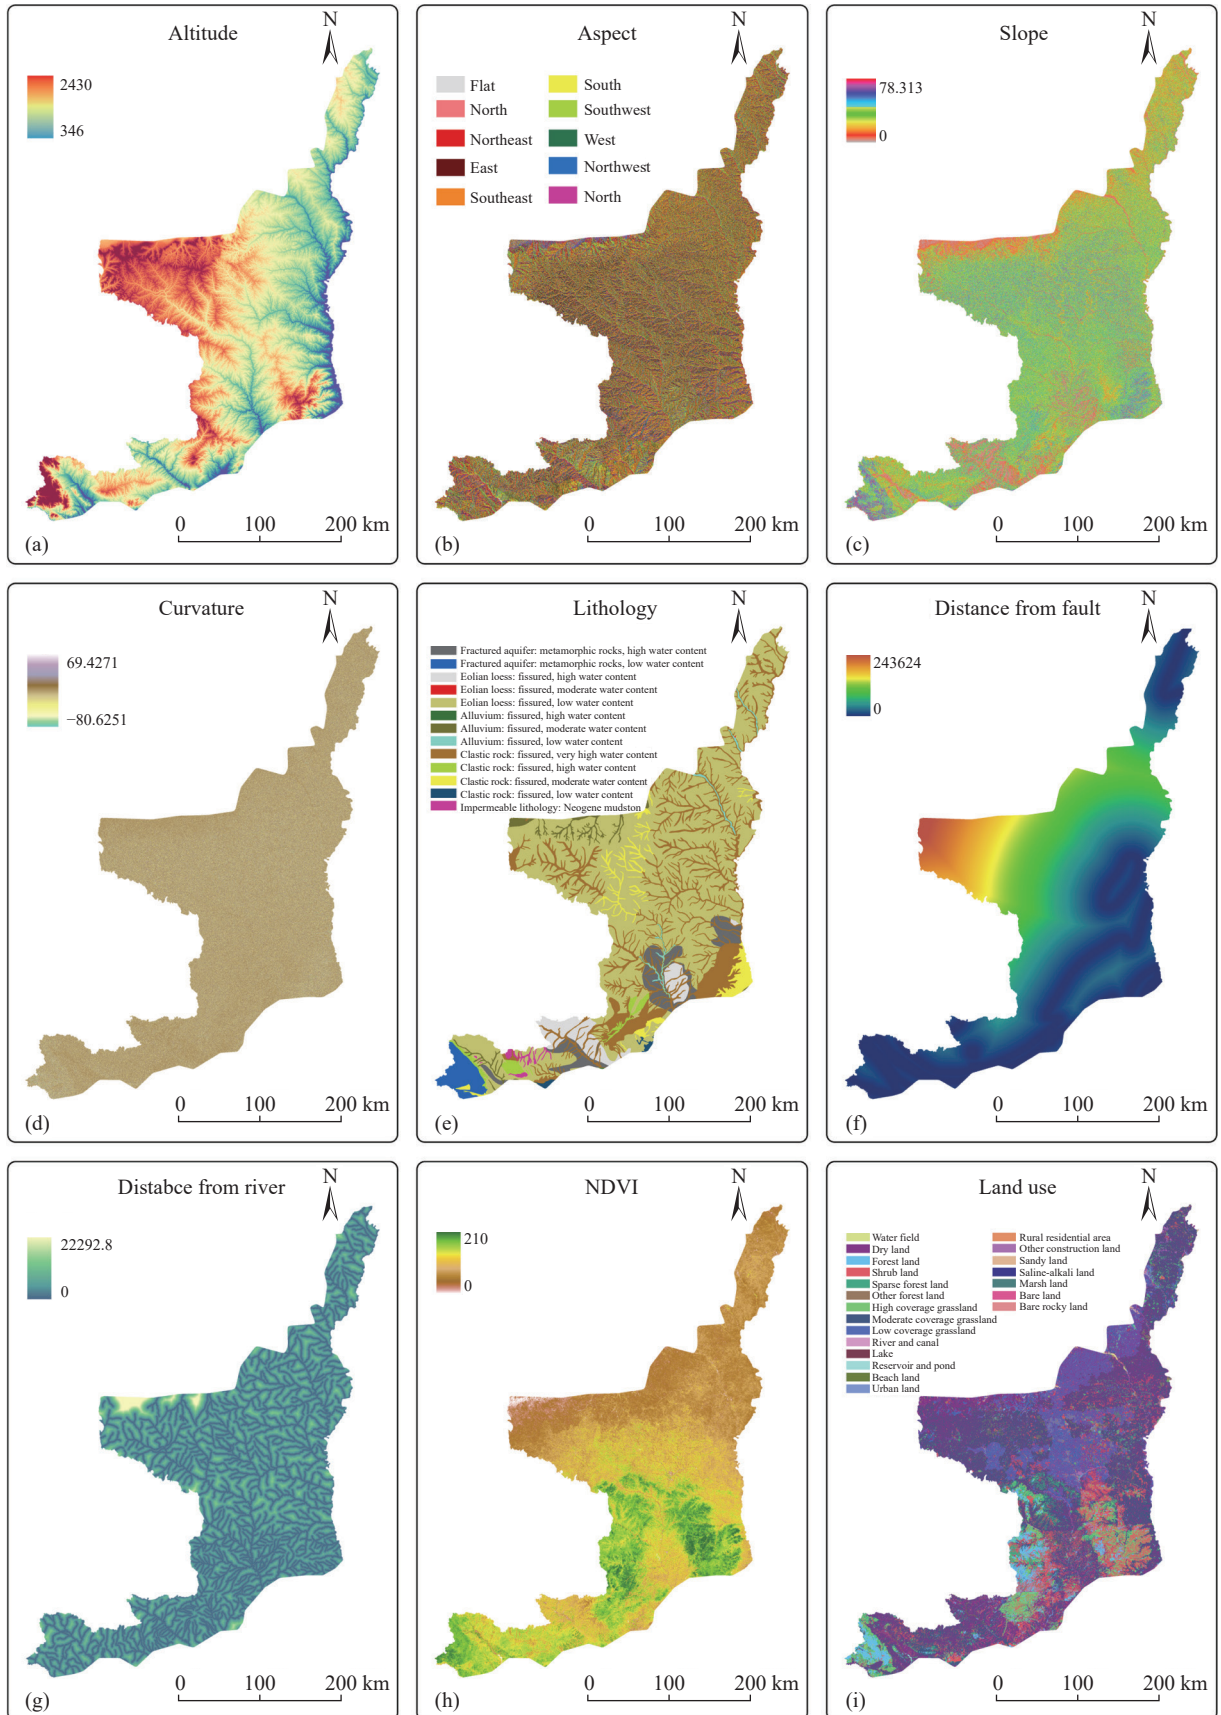 N
Altitude
2430
346
0 100 200 km
(a)
N
Aspect
Flat
North
Northeast
East
Southeast
South
Southwest
West
Northwest
North
0 100 200 km
(b)
N
Slope
78.313
0
0 100 200 km
(c)
N
Curvature
69.4271
−80.6251
0 100 200 km
(d)
N
Lithology
Fractured aquifer: metamorphic rocks, high water content
Fractured aquifer: metamorphic rocks, low water content
Eolian loess: fissured, high water content
Eolian loess: fissured, moderate water content
Eolian loess: fissured, low water content
Alluvium: fissured, high water content
Alluvium: fissured, moderate water content
Alluvium: fissured, low water content
Clastic rock: fissured, very high water content
Clastic rock: fissured, high water content
Clastic rock: fissured, moderate water content
Clastic rock: fissured, low water content
Impermeable lithology: Neogene mudston
0 100 200 km
(e)
N
Distance from fault
243624
0
0 100 200 km
(f)
N
Distabce from river
22292.8
0
0 100 200 km
(g)
N
NDVI
210
0
0 100 200 km
(h)
N
Land use
Water field
Dry land
Forest land
Shrub land
Sparse forest land
Other forest land
High coverage grassland
Moderate coverage grassland
Low coverage grassland
River and canal
Lake
Reservoir and pond
Beach land
Urban land
Rural residential area
Other construction land
Sandy land
Saline-alkali land
Marsh land
Bare land
Bare rocky land
0 100 200 km
(i)